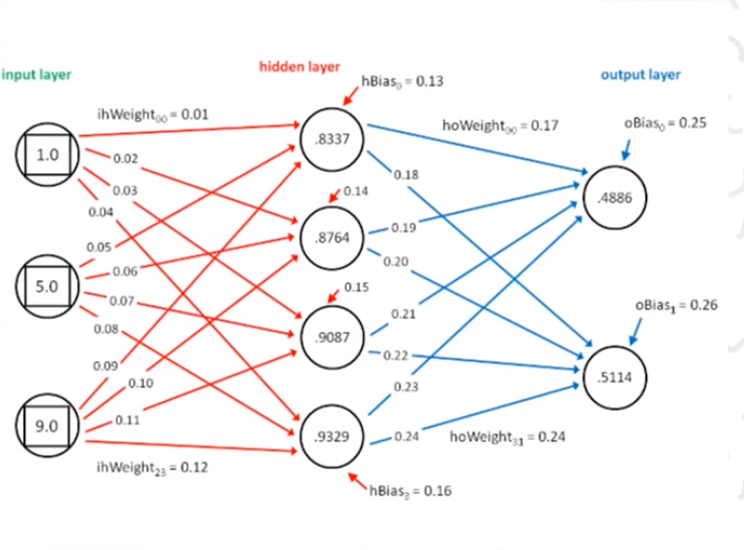 input layer
hidden layer
output layer
hBias₀ = 0.13
ihWeight₀₀ = 0.01
hoWeight₀₀ = 0.17
oBias₀ = 0.25
1.0
0.02
0.03
0.04
.8337
0.18
0.14
.4886
0.05
0.06
0.07
0.08
5.0
.8764
0.19
0.20
0.15
0.21
oBias₁ = 0.26
.9087
0.22
0.23
.5114
0.09
0.10
0.11
9.0
.9329
0.24
hoWeight₃₁ = 0.24
ihWeight₂₃ = 0.12
hBias₃ = 0.16